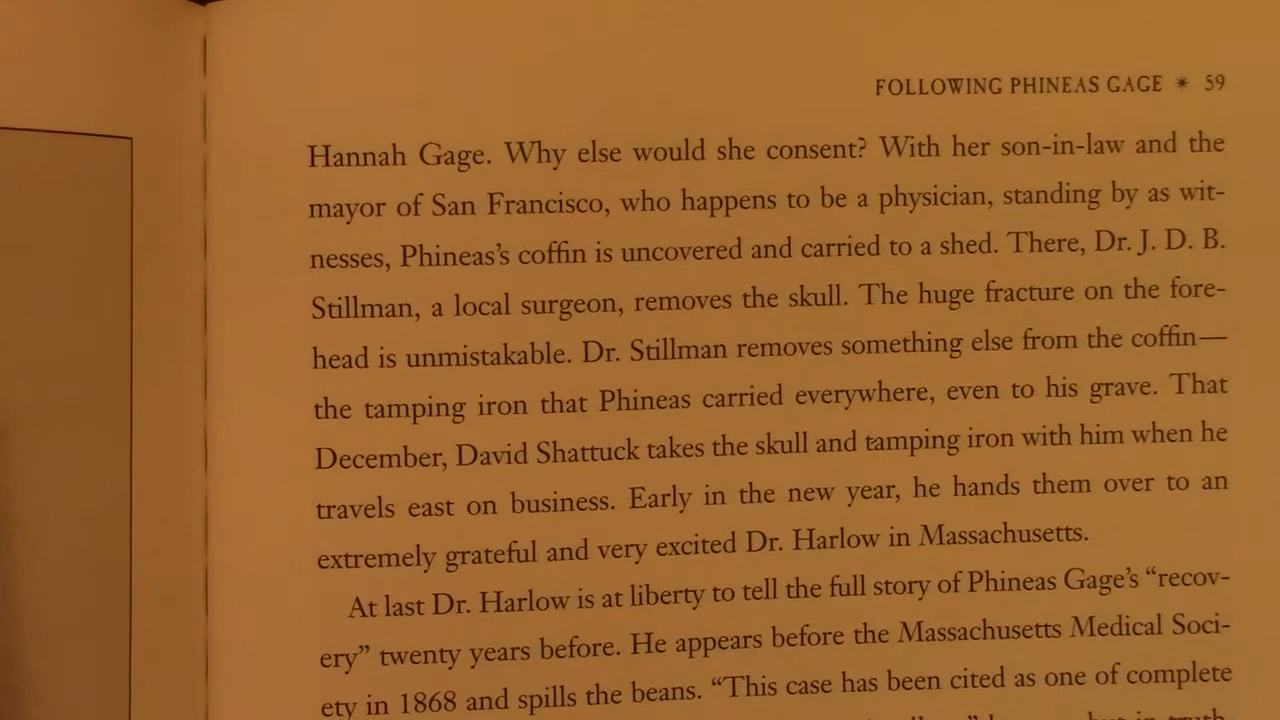 FOLLOWING PHINEAS GAGE * 59
Hannah Gage. Why else would she consent? With her son-in-law and the
mayor of San Francisco, who happens to be a physician, standing by as wit-
nesses, Phineas's coffin is uncovered and carried to a shed. There, Dr. J. D. B.
Stillman, a local surgeon, removes the skull. The huge fracture on the fore-
head is unmistakable. Dr. Stillman removes something else from the coffin—
the tamping iron that Phineas carried everywhere, even to his grave. That
December, David Shattuck takes the skull and tamping iron with him when he
travels east on business. Early in the new year, he hands them over to an
extremely grateful and very excited Dr. Harlow in Massachusetts.
At last Dr. Harlow is at liberty to tell the full story of Phineas Gage's “recov-
ery” twenty years before. He appears before the Massachusetts Medical Soci-
ety in 1868 and spills the beans. “This case has been cited as one of complete